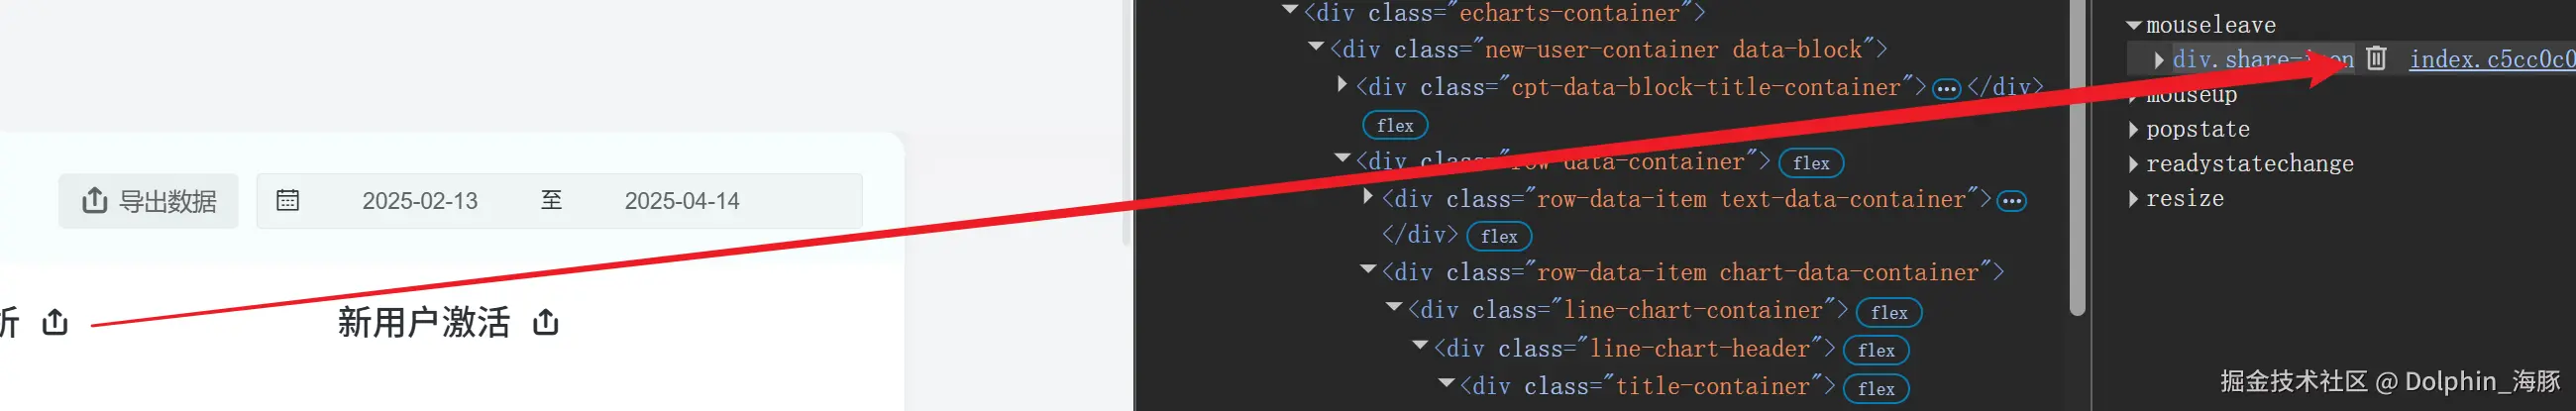 导出数据
2025-02-13 至 2025-04-14
新用户激活
<div class="echarts-container">
<div class="new-user-container data-block">
<div class="cpt-data-block-title-container"> ⋯ </div>
flex
<div class="row-data-container"> flex
<div class="row-data-item text-data-container"> ⋯
</div> flex
<div class="row-data-item chart-data-container">
<div class="line-chart-container"> flex
<div class="line-chart-header"> flex
<div class="title-container"> flex
mouseleave
div.share-icon index.c5cc0c0
mouseup
popstate
readystatechange
resize
掘金技术社区 @ Dolphin_海豚